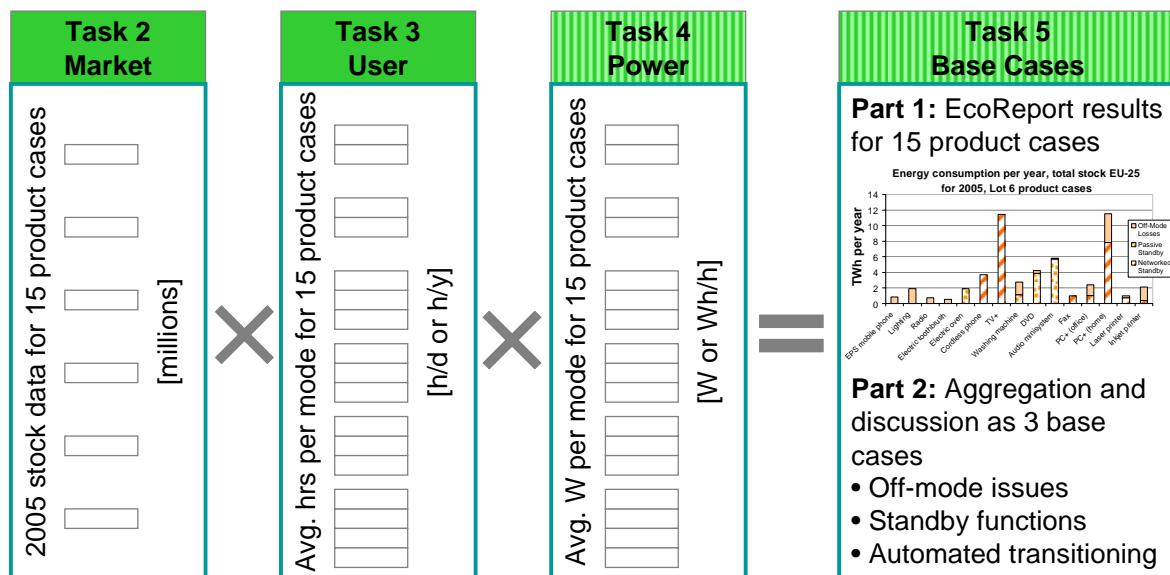 Task 2
Market
2005 stock data for 15 product cases
[millions]
Task 3
User
Avg. hrs per mode for 15 product cases
[h/d or h/y]
Task 4
Power
Avg. W per mode for 15 product cases
[W or Wh/h]
Task 5
Base Cases
Part 1: EcoReport results
for 15 product cases
Energy consumption per year, total stock EU-25
for 2005, Lot 6 product cases
TWh per year
14
12
10
8
6
4
2
0
EPS mobile phone
Lighting
Radio
Electric toothbrush
Electric oven
Cordless phone
TV+
Washing machine
DVD
Audio minisystem
Fax
PC+ (office)
PC+ (home)
Laser printer
Inkjet printer
Off-Mode
Losses
Passive
Standby
Networked
Standby
Part 2: Aggregation and
discussion as 3 base
cases
• Off-mode issues
• Standby functions
• Automated transitioning